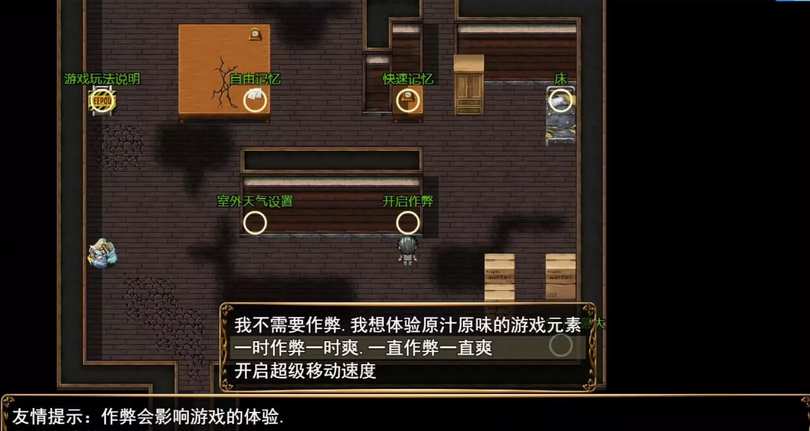 游戏玩法说明
自由记忆
快速记忆
床
室外天气设置
开启作弊
我不需要作弊.我想体验原汁原味的游戏元素
一时作弊一时爽.一直作弊一直爽
大
开启超级移动速度
友情提示：作弊会影响游戏的体验.